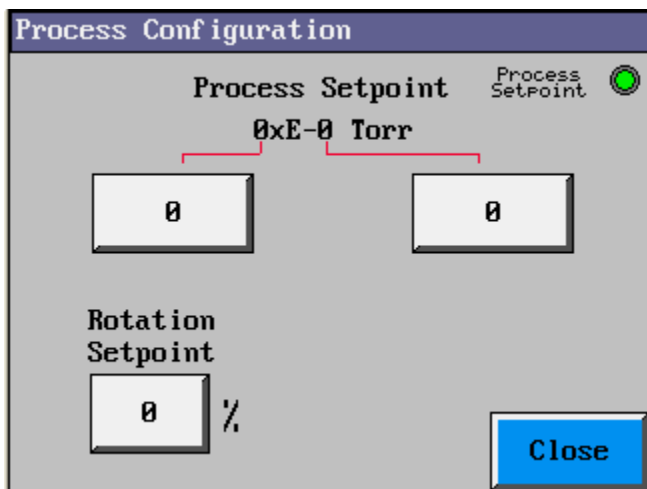 Process Configuration
Process Setpoint
Process
Setpoint
0xE-0 Torr
0
0
Rotation
Setpoint
0 %
Close